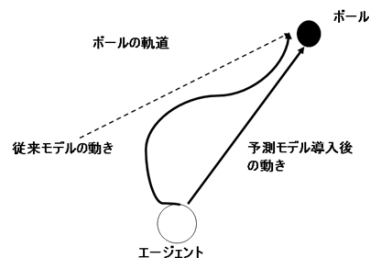 ボール
ボールの軌道
従来モデルの動き
予測モデル導入後
の動き
エージェント